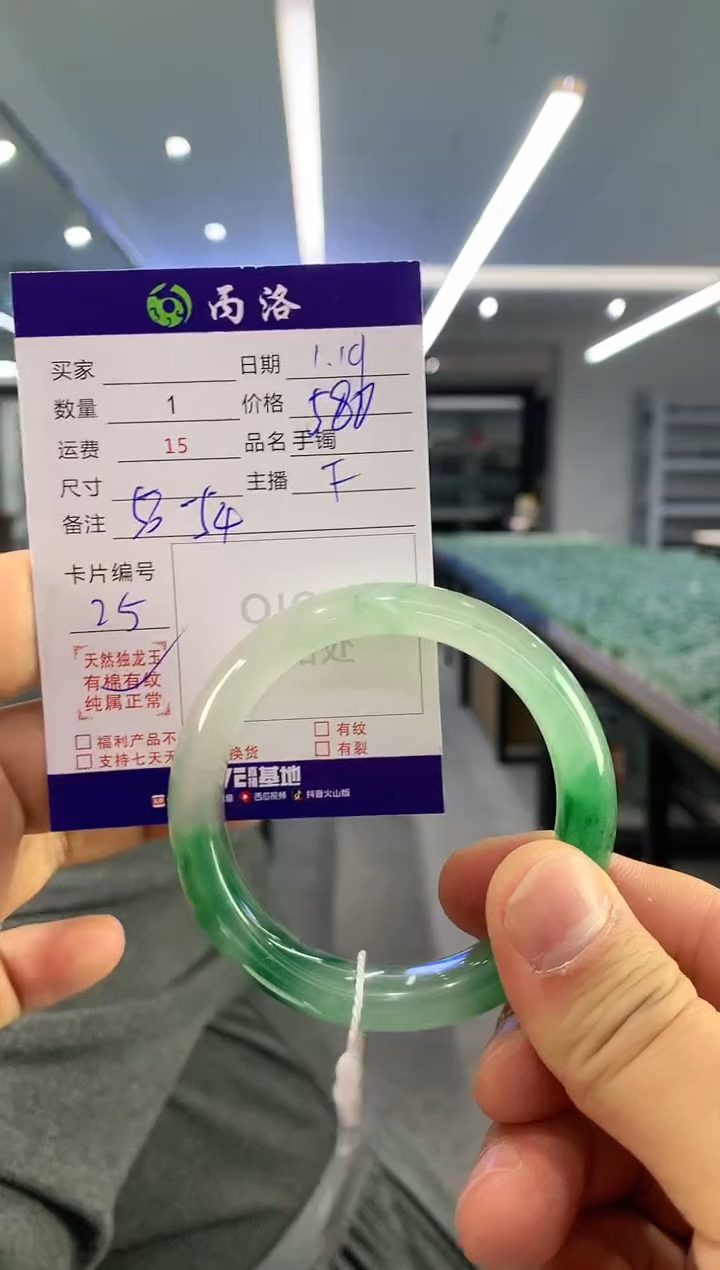 丙洛
买家 日期 1.19
数量 1 价格 580
运费 15 品名 手镯
尺寸 主播 F
备注 58-54
卡片编号
25
天然独龙玉
有棉有纹
纯属正常
福利产品不 换货
支持七天无
有纹
有裂
基地
西瓜视频 抖音火山版